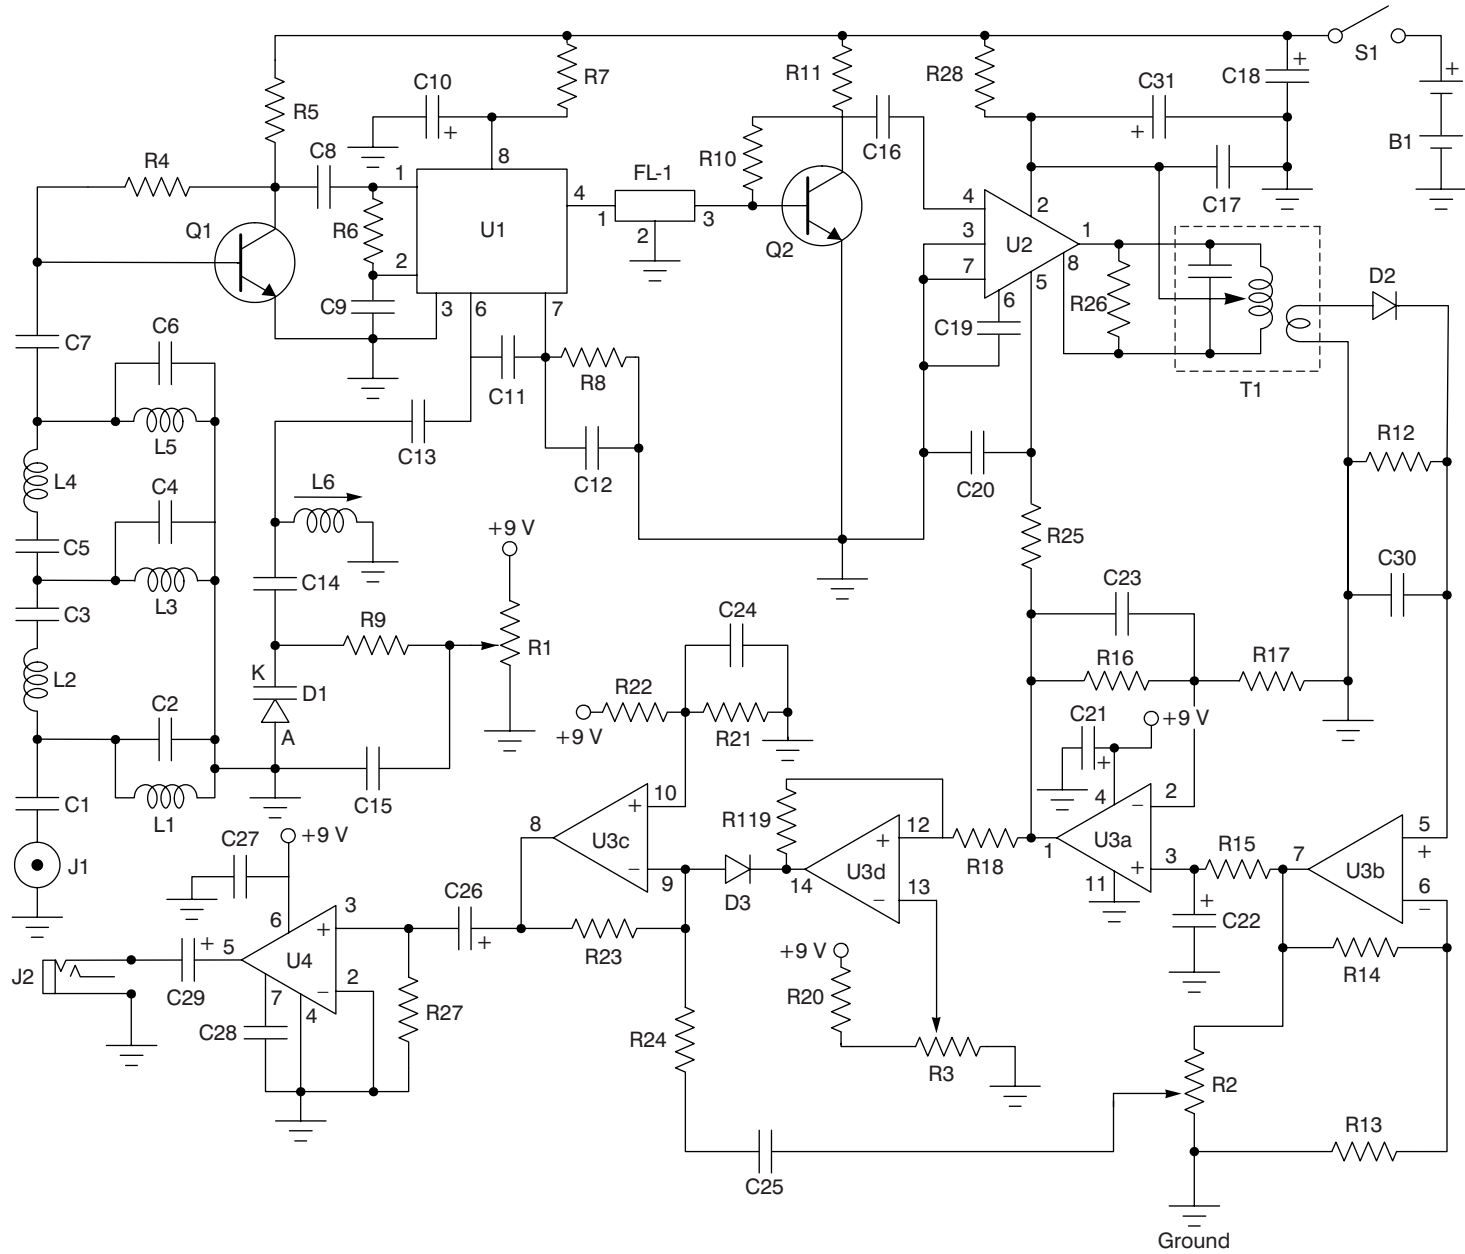 S1
+
B1
C18
+
C31
+
R28
R11
C16
R10
R7
C10
+
8
R5
C8
R4
1
4
FL-1
1
2
3
R6
U1
2
Q1
3
6
7
C9
Q2
4
3
7
2
U2
1
8
5
6
C17
R26
D2
T1
C19
C7
C6
L5
C11
R8
C13
C12
R12
L4
C4
L6
+9 V
C20
R25
C5
L3
C14
C30
C3
R9
R1
C24
C23
L2
K
D1
A
R22
R16
R17
C2
+9 V
R21
C21
+
+9 V
C1
L1
C15
10
+
8
U3c
−
9
R119
12
+
U3d
−
13
14
D3
R18
4
2
−
U3a
+
3
1
11
R15
7
5
+
U3b
6
−
J1
C27
+9 V
C26
+
R23
+
C22
6
3
+
5
U4
2
−
7
4
+
C29
J2
C28
R27
+9 V
R20
R3
R14
R24
R2
R13
C25
Ground